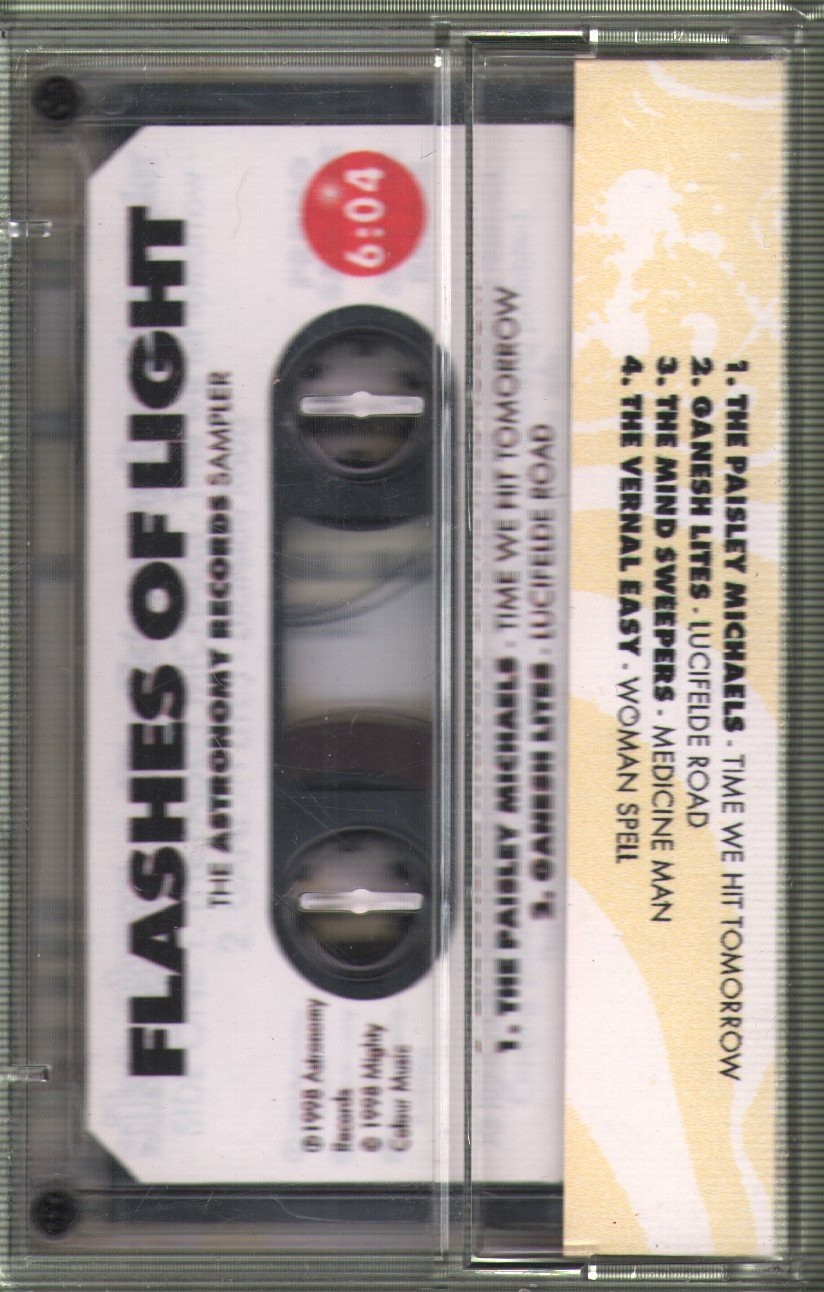 FLASHES OF LIGHT
THE ASTRONOMY RECORDS SAMPLER
6:04
℗1998 Astronomy
Records
© 1998 Mighty
Colour Music
1. THE PAISLEY MICHAELS - TIME WE HIT TOMORROW
2. GANESH LITES - LUCIFELDE ROAD
1. THE PAISLEY MICHAELS - TIME WE HIT TOMORROW
2. GANESH LITES - LUCIFELDE ROAD
3. THE MIND SWEEPERS - MEDICINE MAN
4. THE VERNAL EASY - WOMAN SPELL